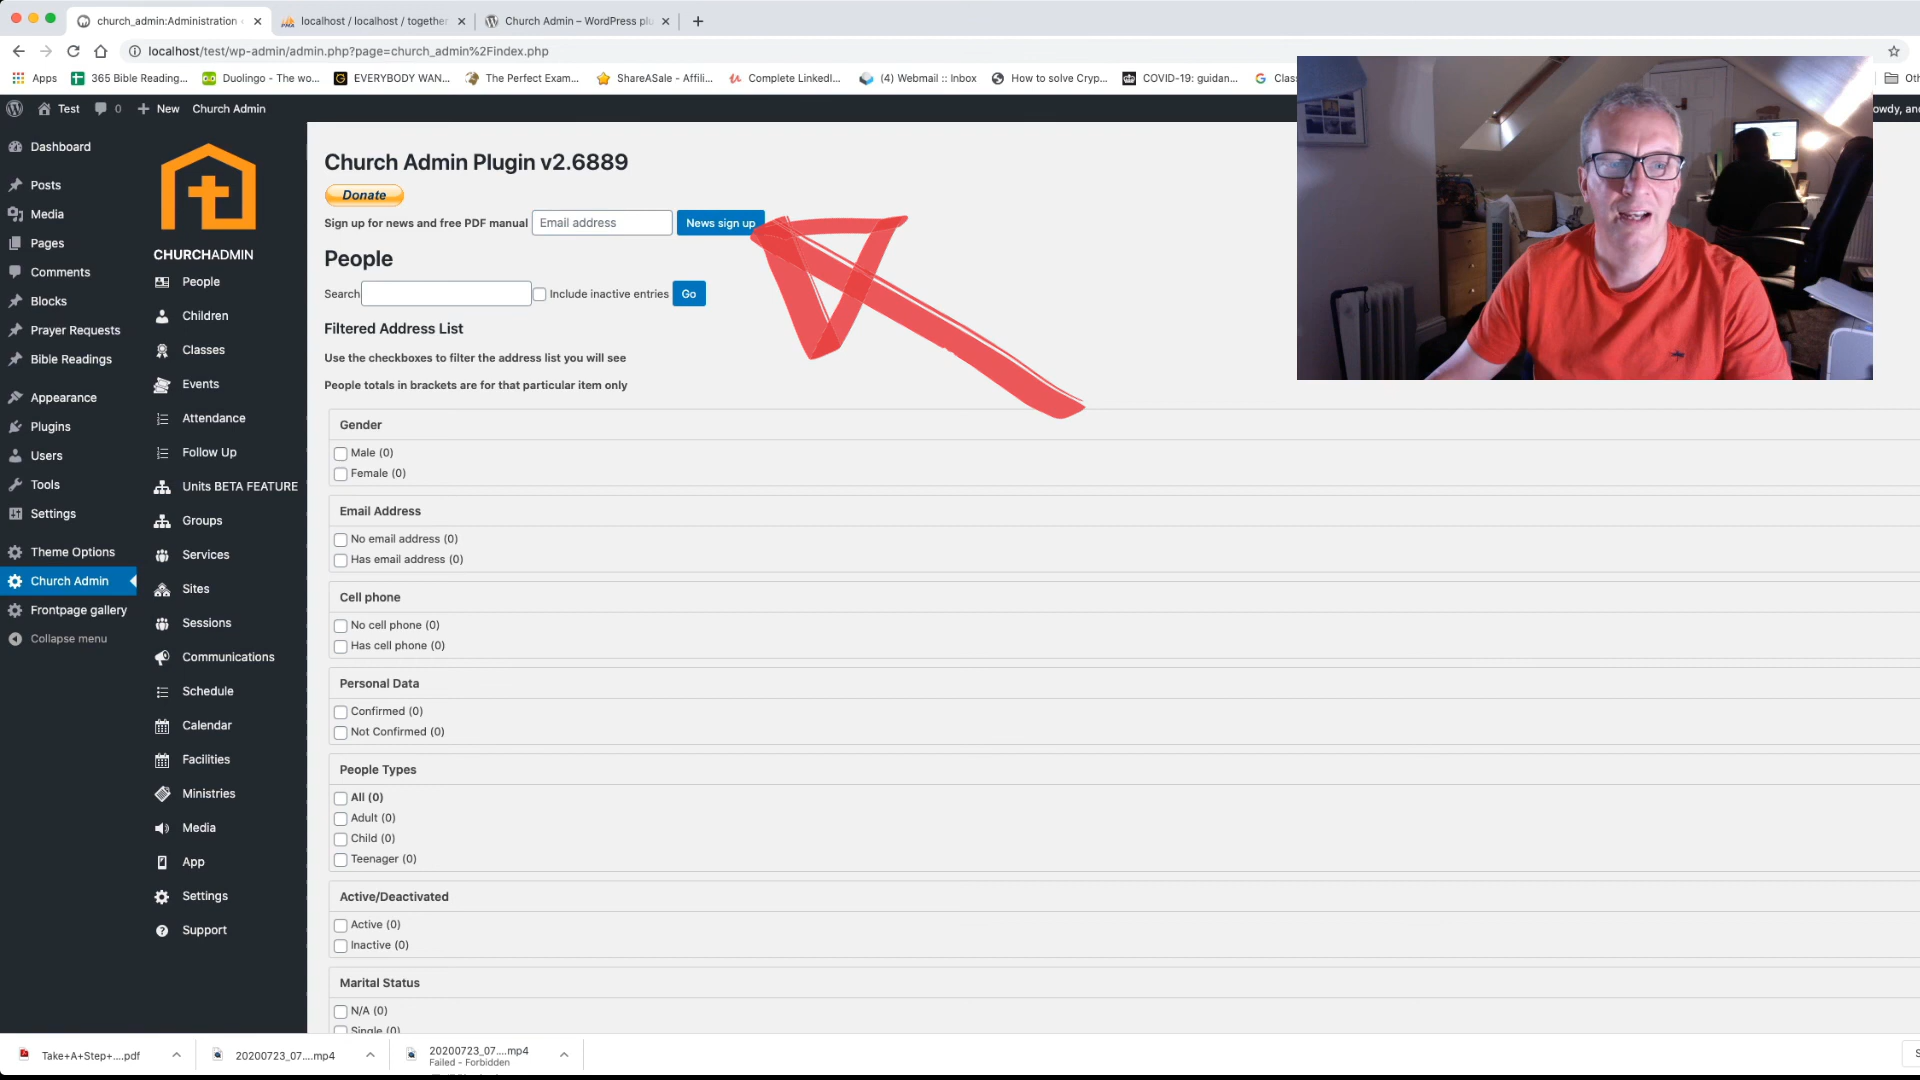 church_admin:Administration
localhost / localhost / together
Church Admin – WordPress plu
localhost/test/wp-admin/admin.php?page=church_admin%2Findex.php
Apps
365 Bible Reading...
Duolingo - The wo...
EVERYBODY WAN...
The Perfect Exam...
ShareASale - Affili...
Complete LinkedI...
(4) Webmail :: Inbox
How to solve Cryp...
COVID-19: guidan...
Clas
Oth
Test
0
New
Church Admin
owdy, and
Dashboard
Posts
Media
Pages
Comments
Blocks
Prayer Requests
Bible Readings
Appearance
Plugins
Users
Tools
Settings
Theme Options
Church Admin
Frontpage gallery
Collapse menu
CHURCHADMIN
People
Children
Classes
Events
Attendance
Follow Up
Units BETA FEATURE
Groups
Services
Sites
Sessions
Communications
Schedule
Calendar
Facilities
Ministries
Media
App
Settings
Support
Church Admin Plugin v2.6889
Donate
Sign up for news and free PDF manual Email address News sign up
People
Search Include inactive entries Go
Filtered Address List
Use the checkboxes to filter the address list you will see
People totals in brackets are for that particular item only
Gender
Male (0)
Female (0)
Email Address
No email address (0)
Has email address (0)
Cell phone
No cell phone (0)
Has cell phone (0)
Personal Data
Confirmed (0)
Not Confirmed (0)
People Types
All (0)
Adult (0)
Child (0)
Teenager (0)
Active/Deactivated
Active (0)
Inactive (0)
Marital Status
N/A (0)
Single (0)
Take+A+Step+....pdf
20200723_07....mp4
20200723_07....mp4
Failed - Forbidden